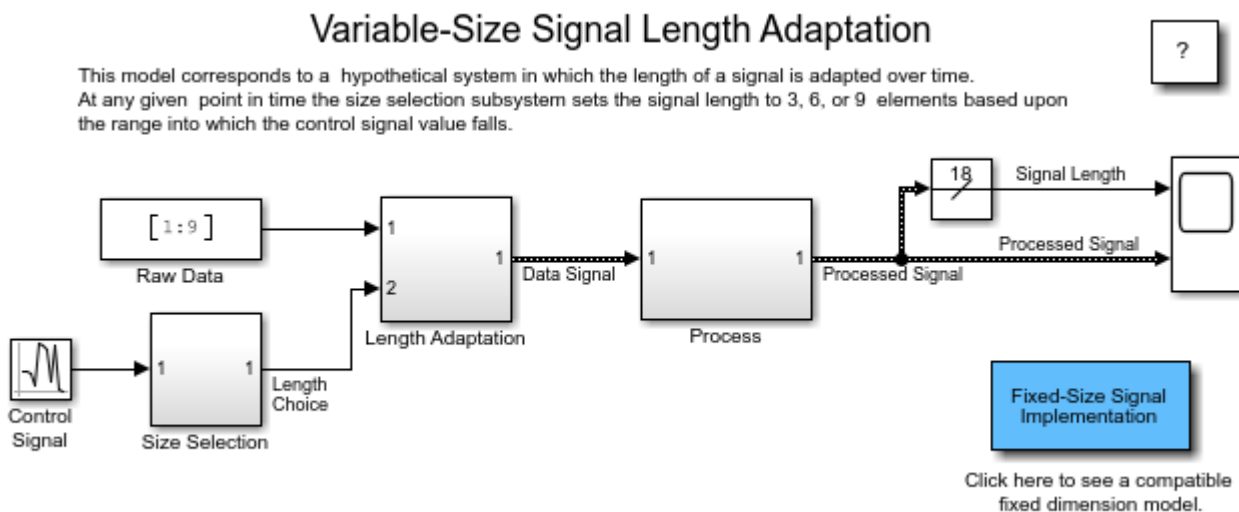 Variable-Size Signal Length Adaptation
?
This model corresponds to a hypothetical system in which the length of a signal is adapted over time.
At any given point in time the size selection subsystem sets the signal length to 3, 6, or 9 elements based upon
the range into which the control signal value falls.
18
Signal Length
[1:9]
1
2
1
Raw Data
Length Adaptation
Data Signal
1
1
Process
Processed Signal
Processed Signal
Control
Signal
1
1
Size Selection
Length
Choice
Fixed-Size Signal
Implementation
Click here to see a compatible
fixed dimension model.